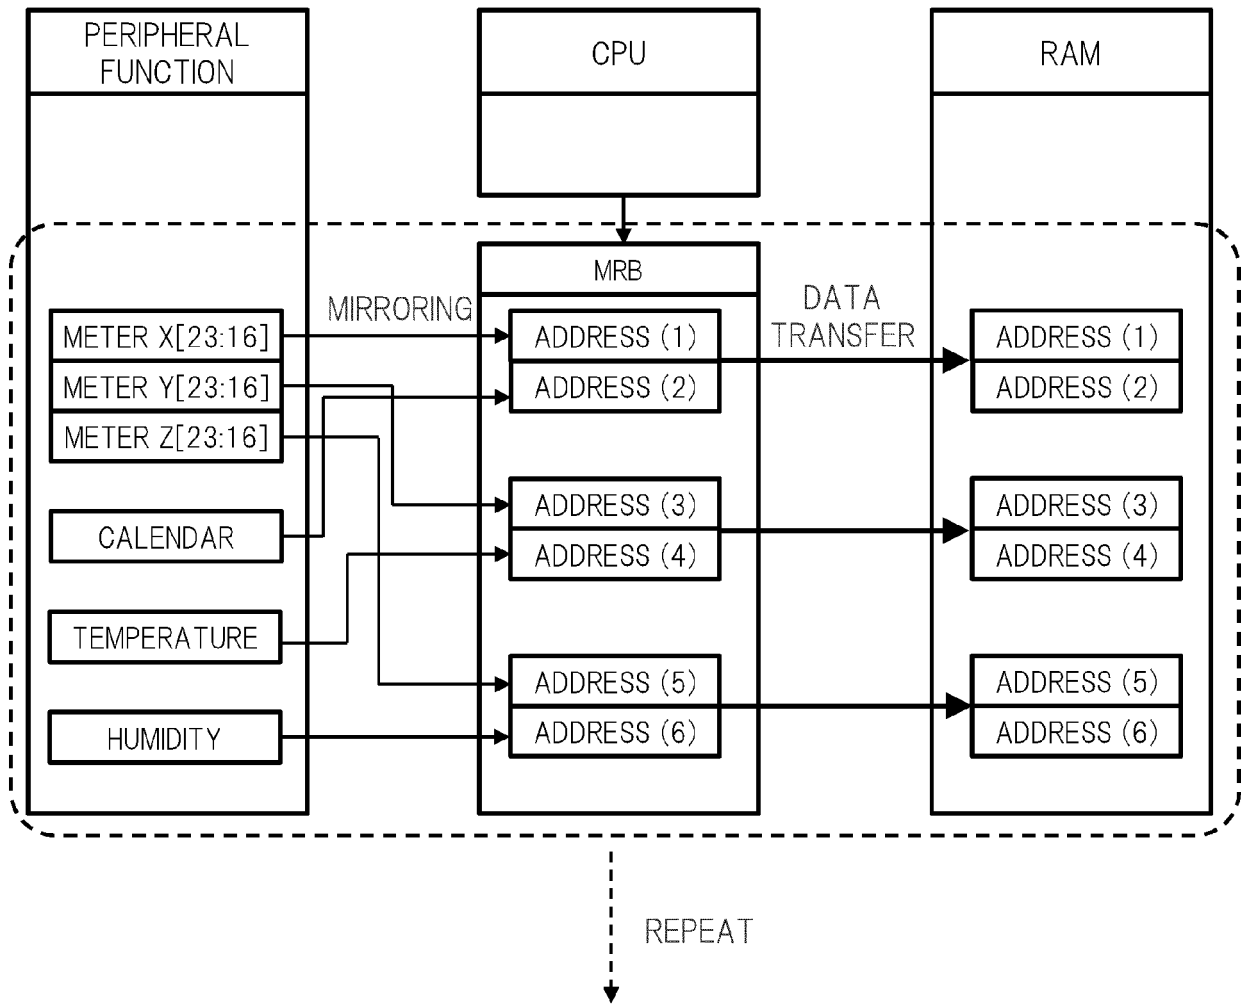 PERIPHERAL
FUNCTION
CPU
RAM
MRB
MIRRORING
DATA
TRANSFER
METER X[23:16]
METER Y[23:16]
METER Z[23:16]
CALENDAR
TEMPERATURE
HUMIDITY
ADDRESS (1)
ADDRESS (2)
ADDRESS (3)
ADDRESS (4)
ADDRESS (5)
ADDRESS (6)
ADDRESS (1)
ADDRESS (2)
ADDRESS (3)
ADDRESS (4)
ADDRESS (5)
ADDRESS (6)
REPEAT